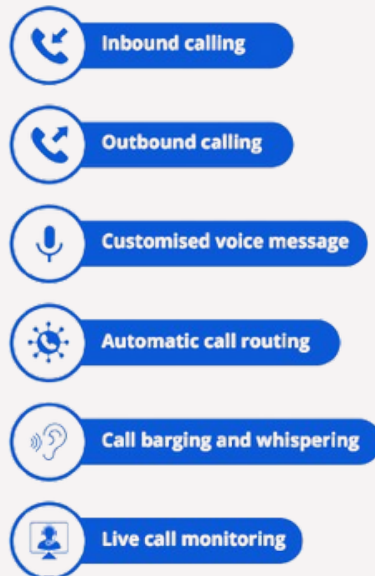 Inbound calling
Outbound calling
Customised voice message
Automatic call routing
Call barging and whispering
Live call monitoring